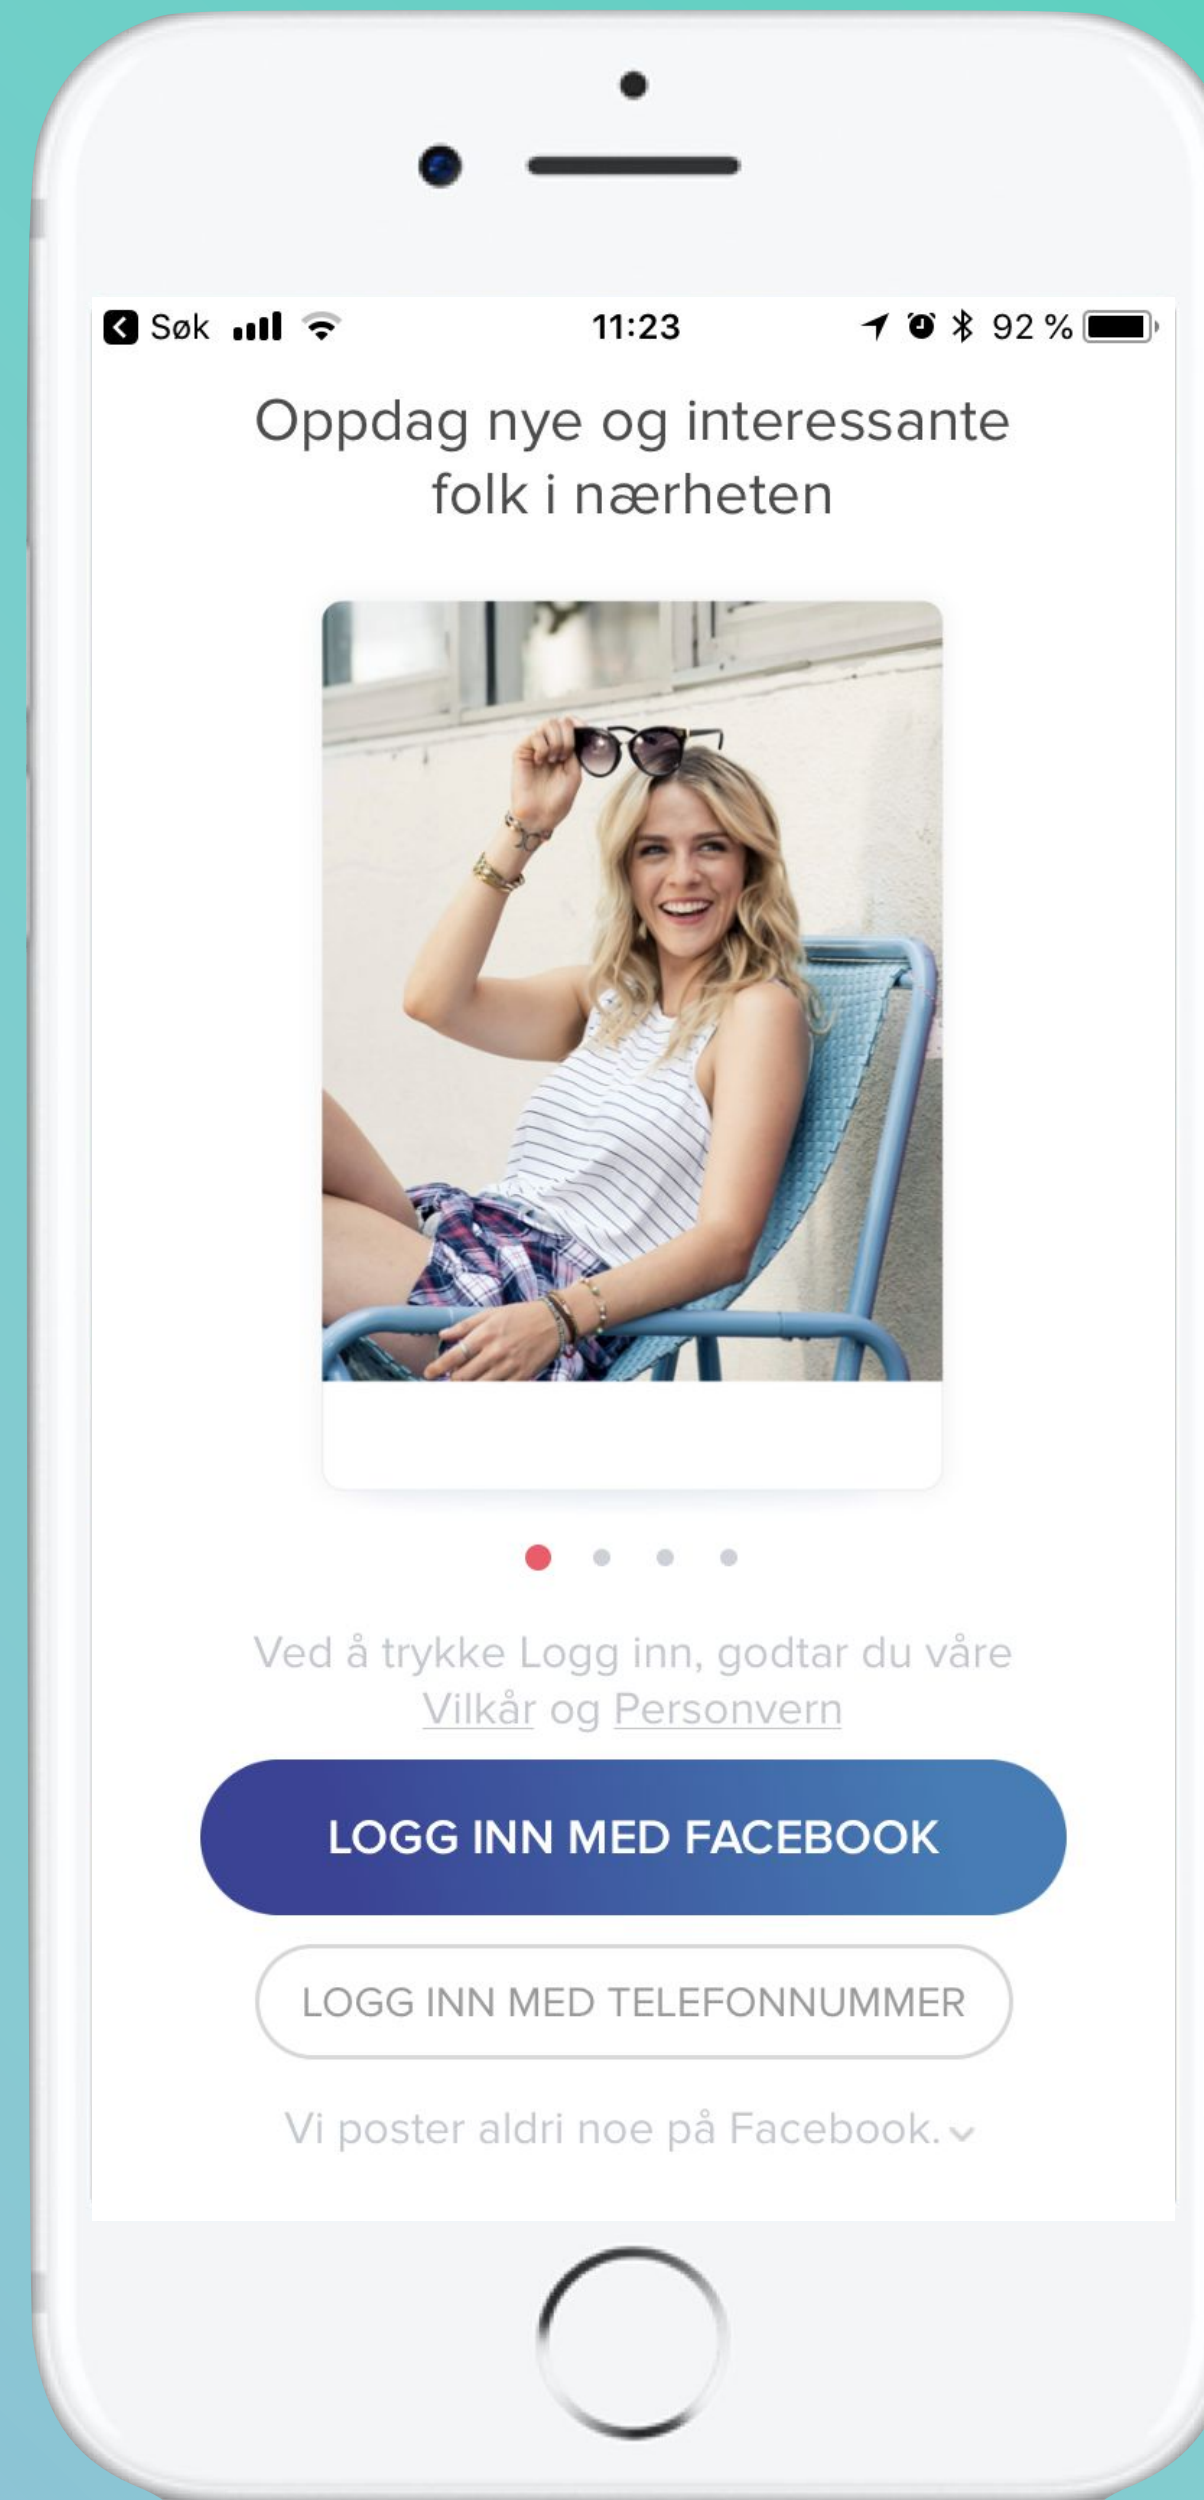 Søk 11:23 92 %
Oppdag nye og interessante
folk i nærheten
Ved å trykke Logg inn, godtar du våre
Vilkår og Personvern
LOGG INN MED FACEBOOK
LOGG INN MED TELEFONNUMMER
Vi poster aldri noe på Facebook.